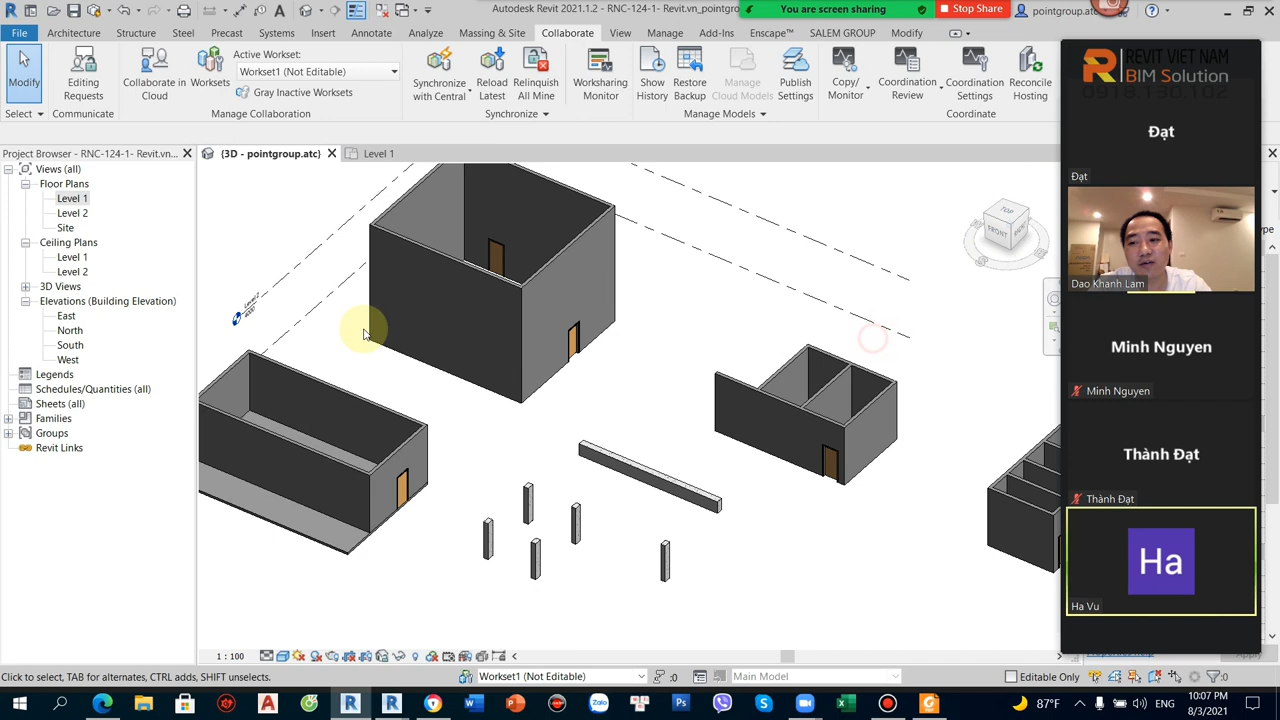 Autodesk Revit 2021.1.2 - RNC-124-1- Revit.vn_pointgroup...
You are screen sharing
Stop Share
pointgroup.atc
File
Architecture
Structure
Steel
Precast
Systems
Insert
Annotate
Analyze
Massing & Site
Collaborate
View
Manage
Add-Ins
Enscape™
SALEM GROUP
Modify
Modify
Select
Editing
Requests
Communicate
Collaborate in
Cloud
Worksets
Active Workset:
Workset1 (Not Editable)
Gray Inactive Worksets
Manage Collaboration
Synchronize
with Central
Reload
Latest
Relinquish
All Mine
Synchronize
Worksharing
Monitor
Show
History
Restore
Backup
Manage
Cloud Models
Publish
Settings
Manage Models
Copy/
Monitor
Coordination
Review
Coordination
Settings
Reconcile
Hosting
Coordinate
Project Browser - RNC-124-1- Revit.vn...
{3D - pointgroup.atc}
Level 1
Views (all)
Floor Plans
Level 1
Level 2
Site
Ceiling Plans
Level 1
Level 2
3D Views
Elevations (Building Elevation)
East
North
South
West
Legends
Schedules/Quantities (all)
Sheets (all)
Families
Groups
Revit Links
TOP
FRONT
REVIT VIET NAM
BIM Solution
0918.130.102
Đạt
Đạt
Dao Khanh Lam
Minh Nguyen
Minh Nguyen
Thành Đạt
Thành Đạt
Ha
Ha Vu
1 : 100
Click to select, TAB for alternates, CTRL adds, SHIFT unselects.
Workset1 (Not Editable)
:0
Main Model
Editable Only
:0
87°F
ENG
10:07 PM
8/3/2021